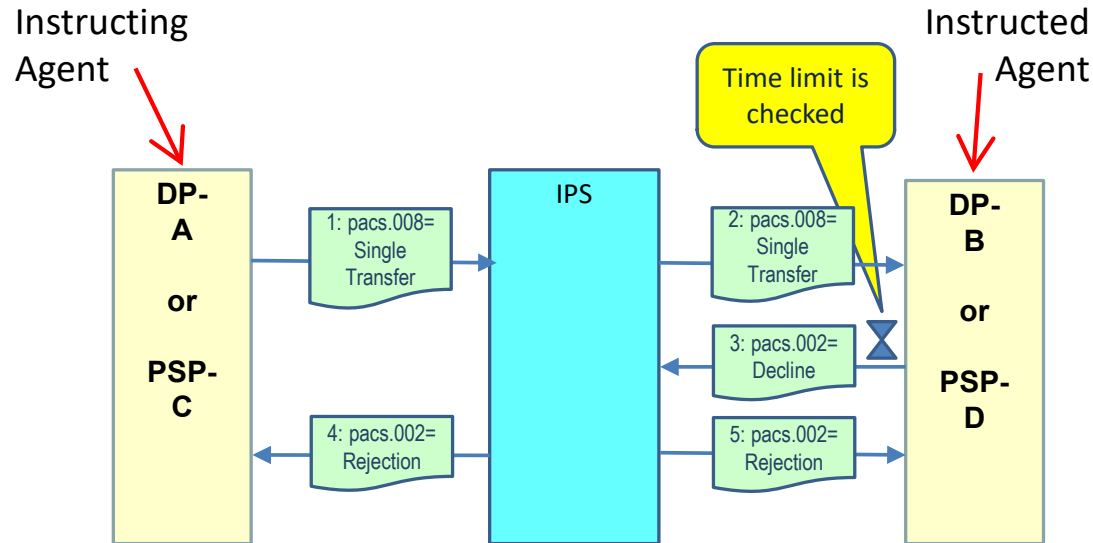 Instructing
Agent
Instructed
Agent
Time limit is
checked
DP-
A
or
PSP-
C
1: pacs.008=
Single
Transfer
IPS
2: pacs.008=
Single
Transfer
DP-
B
or
PSP-
D
3: pacs.002=
Decline
4: pacs.002=
Rejection
5: pacs.002=
Rejection